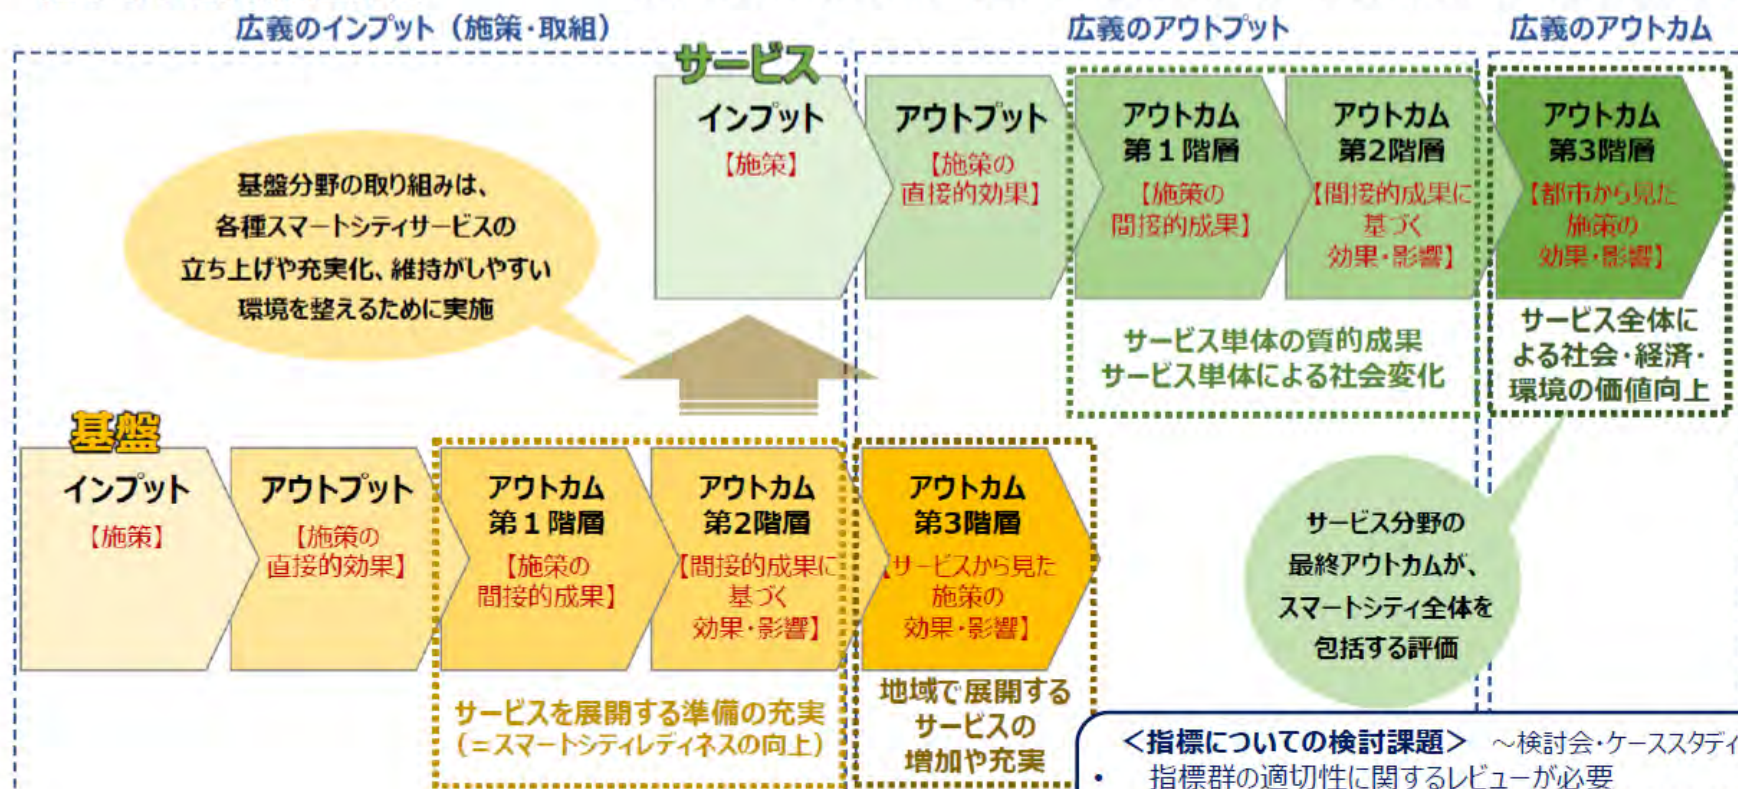 広義のインプット（施策・取組）
広義のアウトプット
広義のアウトカム
サービス
インプット
【施策】
アウトプット
【施策の
直接的効果】
アウトカム
第１階層
【施策の
間接的成果】
アウトカム
第2階層
【間接的成果に
基づく
効果・影響】
アウトカム
第3階層
【都市から見た
施策の
効果・影響】
基盤分野の取り組みは、
各種スマートシティサービスの
立ち上げや充実化、維持がしやすい
環境を整えるために実施
サービス単体の質的成果
サービス単体による社会変化
サービス全体に
よる社会・経済・
環境の価値向上
基盤
インプット
【施策】
アウトプット
【施策の
直接的効果】
アウトカム
第１階層
【施策の
間接的成果】
アウトカム
第2階層
【間接的成果に
基づく
効果・影響】
アウトカム
第3階層
【サービスから見た
施策の
効果・影響】
サービス分野の
最終アウトカムが、
スマートシティ全体を
包括する評価
サービスを展開する準備の充実
（＝スマートシティレディネスの向上）
地域で展開する
サービスの
増加や充実
＜指標についての検討課題＞ ～検討会・ケーススタディ
• 指標群の適切性に関するレビューが必要